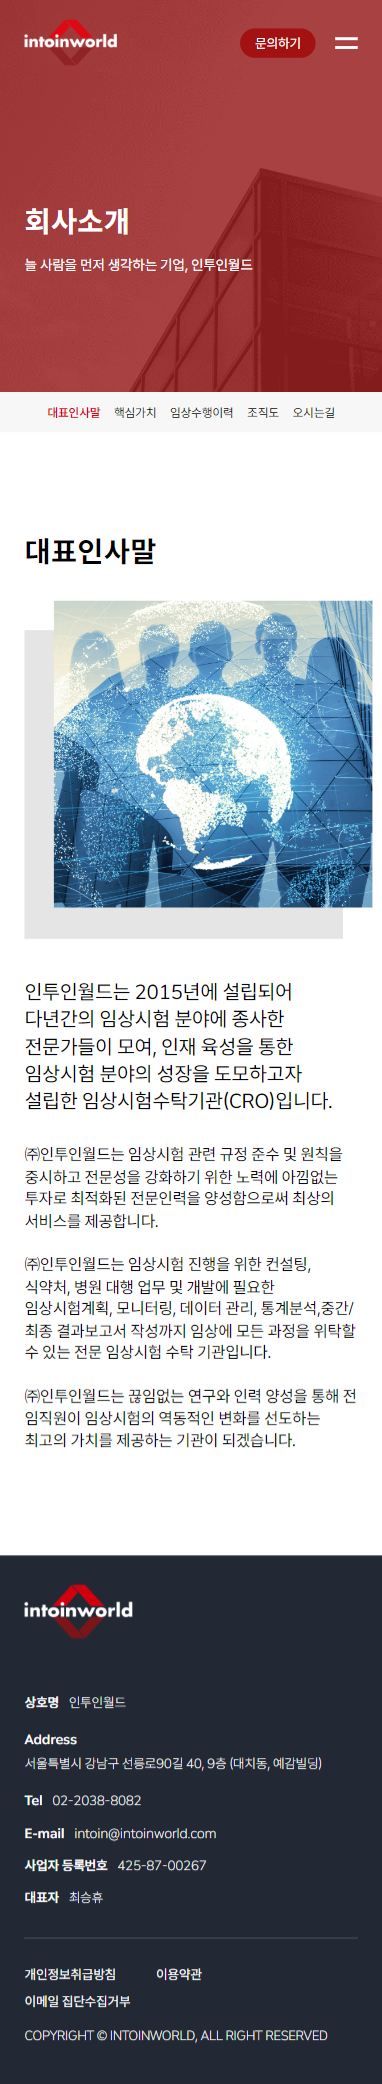 intoinworld
문의하기
회사소개
늘 사람을 먼저 생각하는 기업, 인투인월드
대표인사말 핵심가치 임상수행이력 조직도 오시는길
대표인사말
인투인월드는 2015년에 설립되어
다년간의 임상시험 분야에 종사한
전문가들이 모여, 인재 육성을 통한
임상시험 분야의 성장을 도모하고자
설립한 임상시험수탁기관(CRO)입니다.
㈜인투인월드는 임상시험 관련 규정 준수 및 원칙을
중시하고 전문성을 강화하기 위한 노력에 아낌없는
투자로 최적화된 전문인력을 양성함으로써 최상의
서비스를 제공합니다.
㈜인투인월드는 임상시험 진행을 위한 컨설팅,
식약처, 병원 대행 업무 및 개발에 필요한
임상시험계획, 모니터링, 데이터 관리, 통계분석,중간/
최종 결과보고서 작성까지 임상에 모든 과정을 위탁할
수 있는 전문 임상시험 수탁 기관입니다.
㈜인투인월드는 끊임없는 연구와 인력 양성을 통해 전
임직원이 임상시험의 역동적인 변화를 선도하는
최고의 가치를 제공하는 기관이 되겠습니다.
intoinworld
상호명 인투인월드
Address
서울특별시 강남구 선릉로90길 40, 9층 (대치동, 예감빌딩)
Tel 02-2038-8082
E-mail intoin@intoinworld.com
사업자 등록번호 425-87-00267
대표자 최승휴
개인정보취급방침 이용약관
이메일 집단수집거부
COPYRIGHT © INTOINWORLD, ALL RIGHT RESERVED